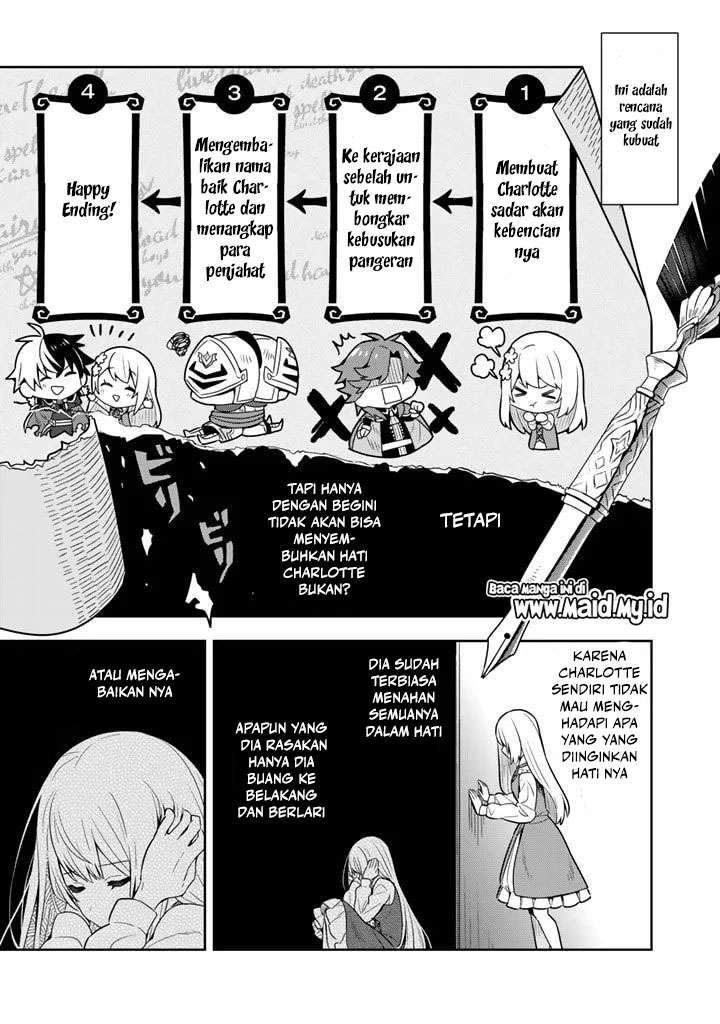 Ini adalah
rencana
yang sudah
kubuat
1
Membuat
Charlotte
sadar akan
kebencian
nya
2
Ke kerajaan
sebelah un-
tuk mem-
bongkar
kebusukan
pangeran
3
Mengemba-
likan nama
baik Char-
lotte dan
menangkap
para
penjahat
4
Happy
Ending!
TETAPI
TAPI HANYA
DENGAN BEGINI
TIDAK AKAN BISA
MENYEM-
BUHKAN HATI
CHARLOTTE
BUKAN?
ビリ
ビリ
Baca Manga ini di
www.Maid.My.id
KARENA
CHARLOTTE
SENDIRI TIDAK
MAU MENG-
HADAPI APA
YANG YANG
DIINGINKAN
HATI NYA
DIA SUDAH
TERBIASA
MENAHAN
SEMUANYA
DALAM HATI
APAPUN YANG
DIA RASAKAN
HANYA DIA
BUANG KE
BELAKANG
DAN BERLARI
ATAU MENGA-
BAIKAN NYA